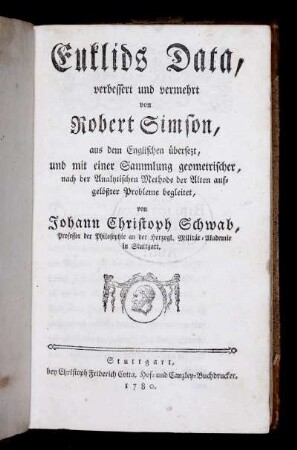 Euklids Data,
verbessert und vermehrt
von
Robert Simson,
aus dem Englischen übersezt,
und mit einer Sammlung geometrischer,
nach der Analytischen Methode der Alten auf-
gelößter Probleme begleitet,
von
Johann Christoph Schwab,
Professor der Philosophie an der Herzogl. Militär-Akademie
in Stuttgart.
Stuttgart,
bey Christoph Friderich Cotta, Hof- und Canzley-Buchdrucker.
1780.